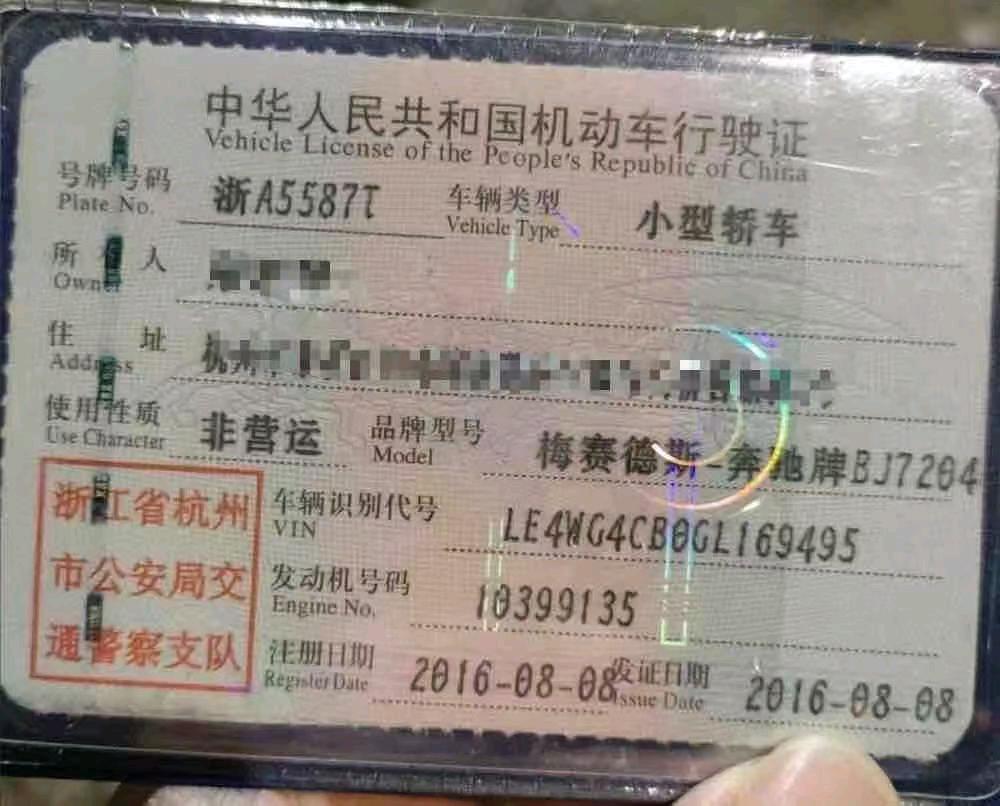 中华人民共和国机动车行驶证
Vehicle License of the People's Republic of China
号牌号码 浙A5587T 车辆类型 小型轿车
Plate No. Vehicle Type
所有人
Owner
住址
Address
使用性质 非营运 品牌型号 梅赛德斯-奔驰牌BJ7204
Use Character Model
浙江省杭州
市公安局交
通警察支队
车辆识别代号 LE4WG4CB0GL169495
VIN
发动机号码 10399135
Engine No.
注册日期 2016-08-08 发证日期 2016-08-08
Register Date Issue Date